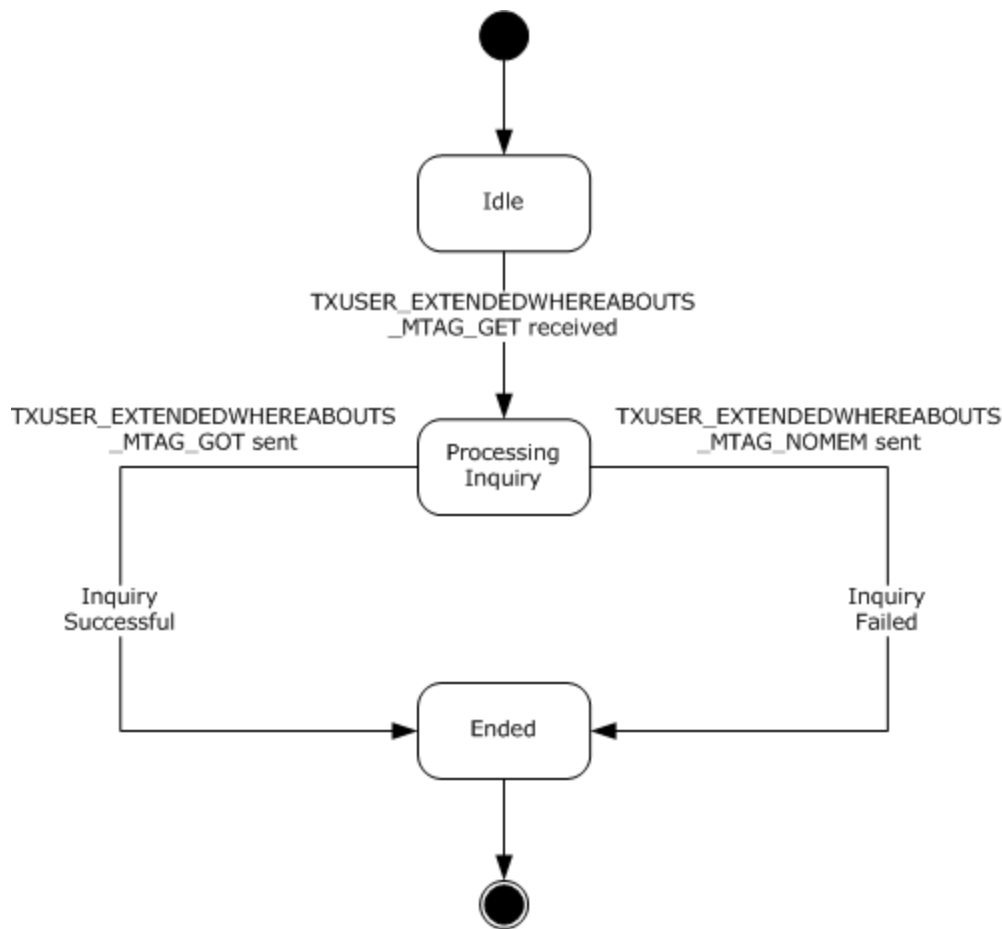 Idle
TXUSER_EXTENDEDWHEREABOUTS
_MTAG_GET received
TXUSER_EXTENDEDWHEREABOUTS
_MTAG_GOT sent
Processing
Inquiry
TXUSER_EXTENDEDWHEREABOUTS
_MTAG_NOMEM sent
Inquiry
Successful
Inquiry
Failed
Ended